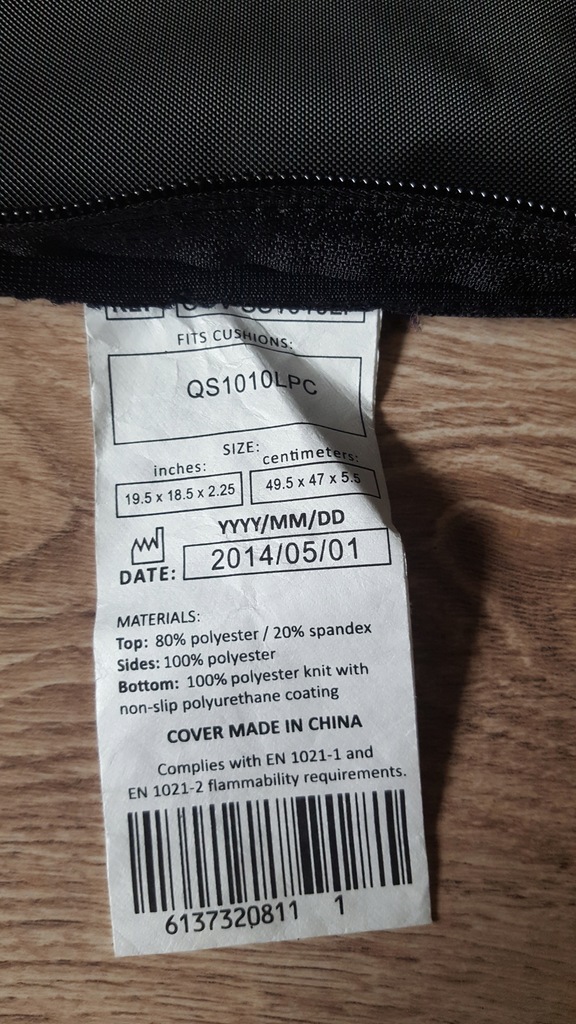 FITS CUSHIONS:
QS1010LPC
SIZE:
inches: centimeters:
19.5 x 18.5 x 2.25 49.5 x 47 x 5.5
YYYY/MM/DD
DATE: 2014/05/01
MATERIALS:
Top: 80% polyester / 20% spandex
Sides: 100% polyester
Bottom: 100% polyester knit with
non-slip polyurethane coating
COVER MADE IN CHINA
Complies with EN 1021-1 and
EN 1021-2 flammability requirements.
6137320811 1